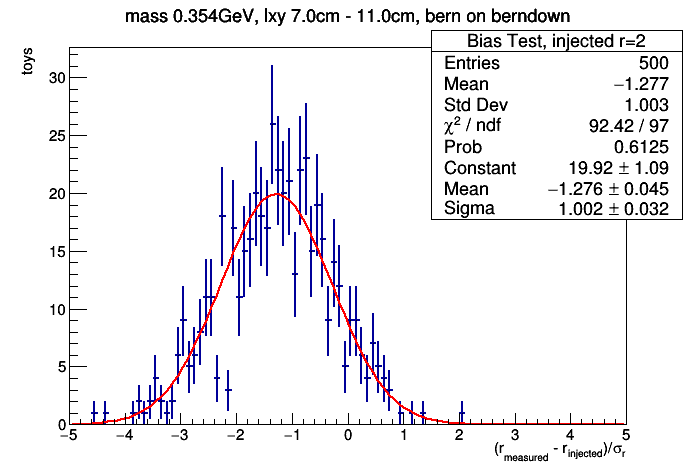 mass 0.354GeV, lxy 7.0cm - 11.0cm, bern on berndown
Bias Test, injected r=2
Entries 500
Mean −1.277
Std Dev 1.003
χ² / ndf 92.42 / 97
Prob 0.6125
Constant 19.92 ± 1.09
Mean −1.276 ± 0.045
Sigma 1.002 ± 0.032
toys
30
25
20
15
10
5
0
−5 −4 −3 −2 −1 0 1 2 3 4 5
(r_measured - r_injected)/σ_r